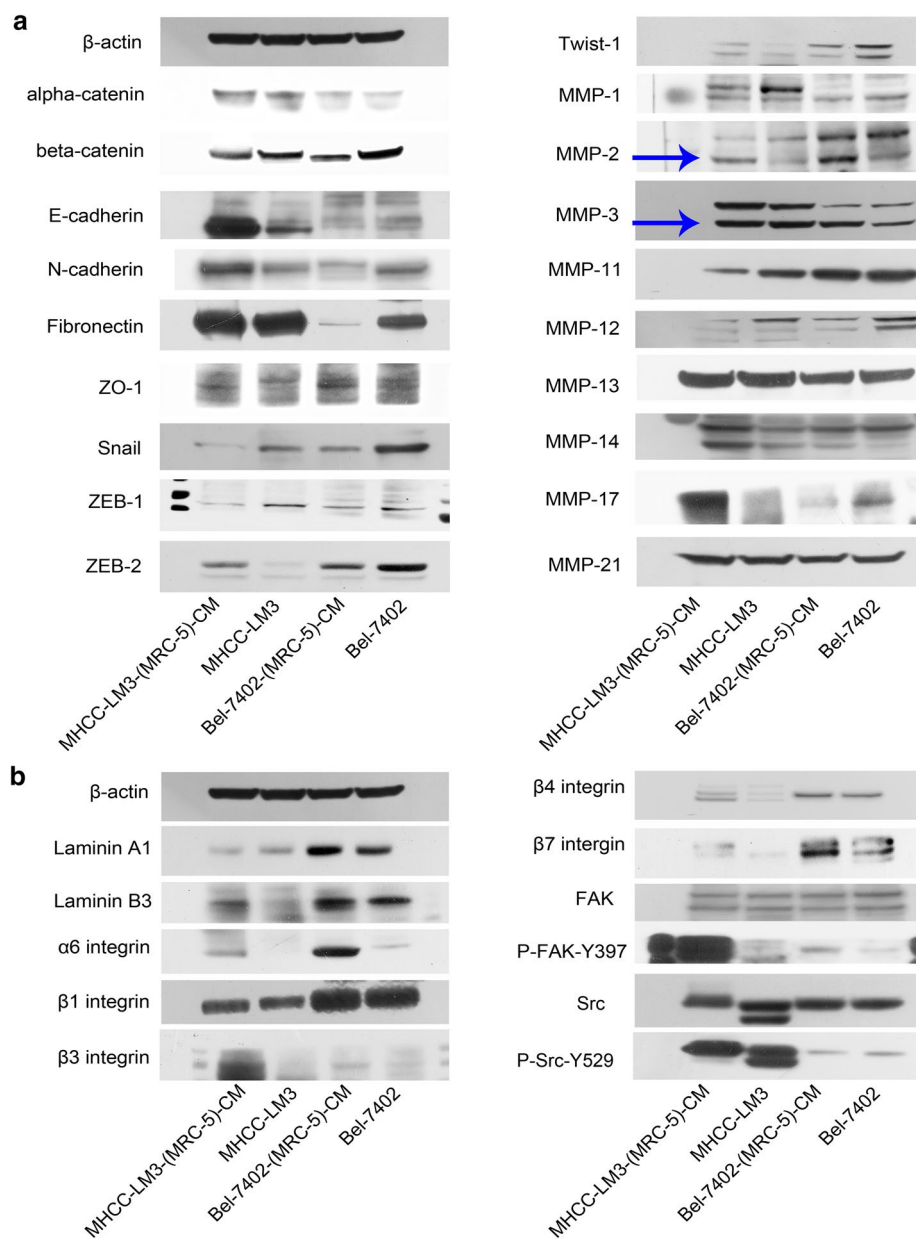 a
β-actin
alpha-catenin
beta-catenin
E-cadherin
N-cadherin
Fibronectin
ZO-1
Snail
ZEB-1
ZEB-2
MHCC-LM3-(MRC-5)-CM
MHCC-LM3
Bel-7402-(MRC-5)-CM
Bel-7402
Twist-1
MMP-1
MMP-2
MMP-3
MMP-11
MMP-12
MMP-13
MMP-14
MMP-17
MMP-21
MHCC-LM3-(MRC-5)-CM
MHCC-LM3
Bel-7402-(MRC-5)-CM
Bel-7402
b
β-actin
Laminin A1
Laminin B3
α6 integrin
β1 integrin
β3 integrin
MHCC-LM3-(MRC-5)-CM
MHCC-LM3
Bel-7402-(MRC-5)-CM
Bel-7402
β4 integrin
β7 intergin
FAK
P-FAK-Y397
Src
P-Src-Y529
MHCC-LM3-(MRC-5)-CM
MHCC-LM3
Bel-7402-(MRC-5)-CM
Bel-7402